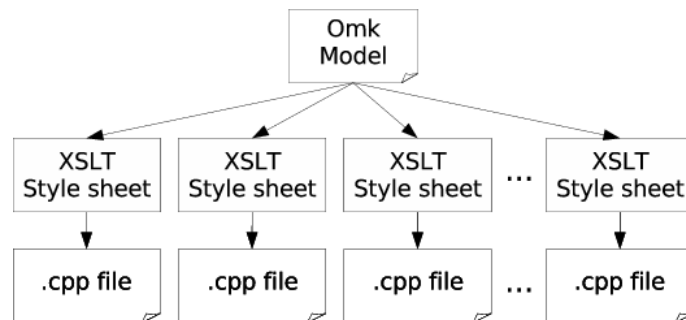 Omk
Model
XSLT
Style sheet
XSLT
Style sheet
XSLT
Style sheet
...
XSLT
Style sheet
.cpp file
.cpp file
.cpp file
...
.cpp file